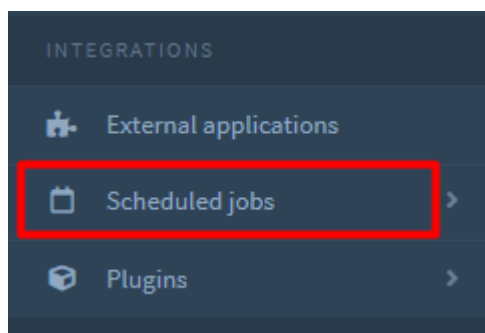 INTEGRATIONS
External applications
Scheduled jobs
Plugins